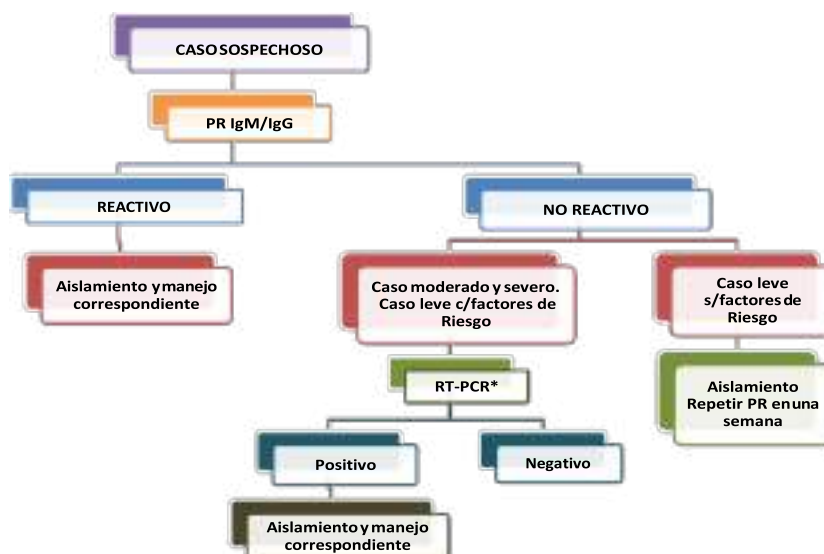 CASO SOSPECHOSO
PR IgM/IgG
REACTIVO
NO REACTIVO
Aislamiento y manejo
correspondiente
Caso moderado y severo.
Caso leve c/factores de
Riesgo
Caso leve
s/factores de
Riesgo
RT-PCR*
Aislamiento
Repetir PR en una
semana
Positivo
Negativo
Aislamiento y manejo
correspondiente